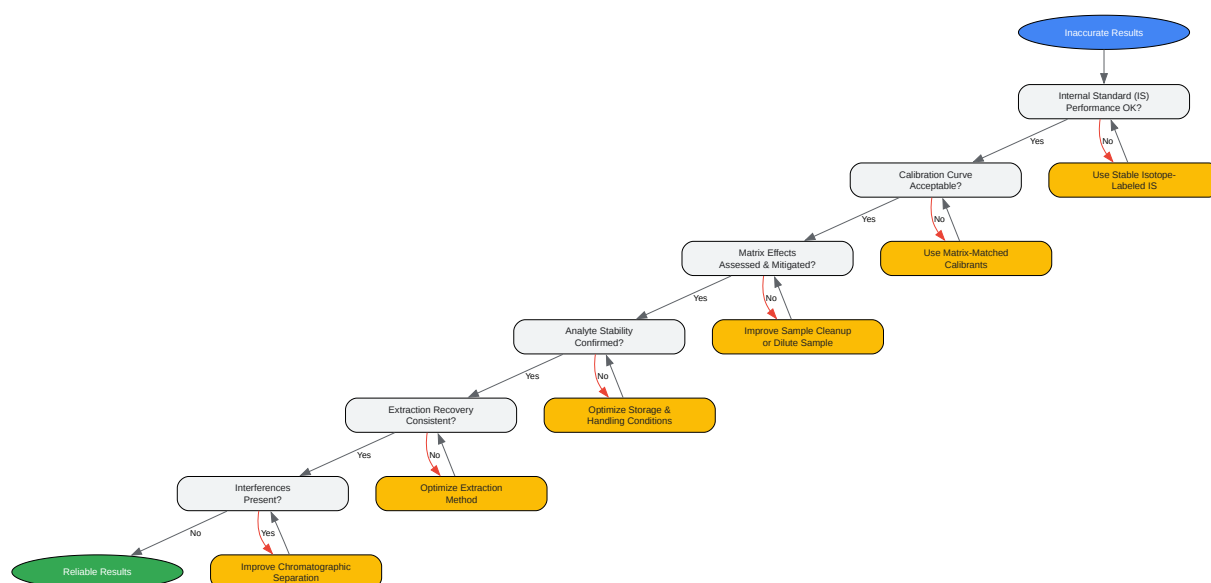 Inaccurate Results
Internal Standard (IS)
Performance OK?
Yes
No
Calibration Curve
Acceptable?
Use Stable Isotope-
Labeled IS
Yes
No
Matrix Effects
Assessed & Mitigated?
Use Matrix-Matched
Calibrants
Yes
No
Analyte Stability
Confirmed?
Improve Sample Cleanup
or Dilute Sample
Yes
No
Extraction Recovery
Consistent?
Optimize Storage &
Handling Conditions
Yes
No
Interferences
Present?
Optimize Extraction
Method
No
Yes
Reliable Results
Improve Chromatographic
Separation